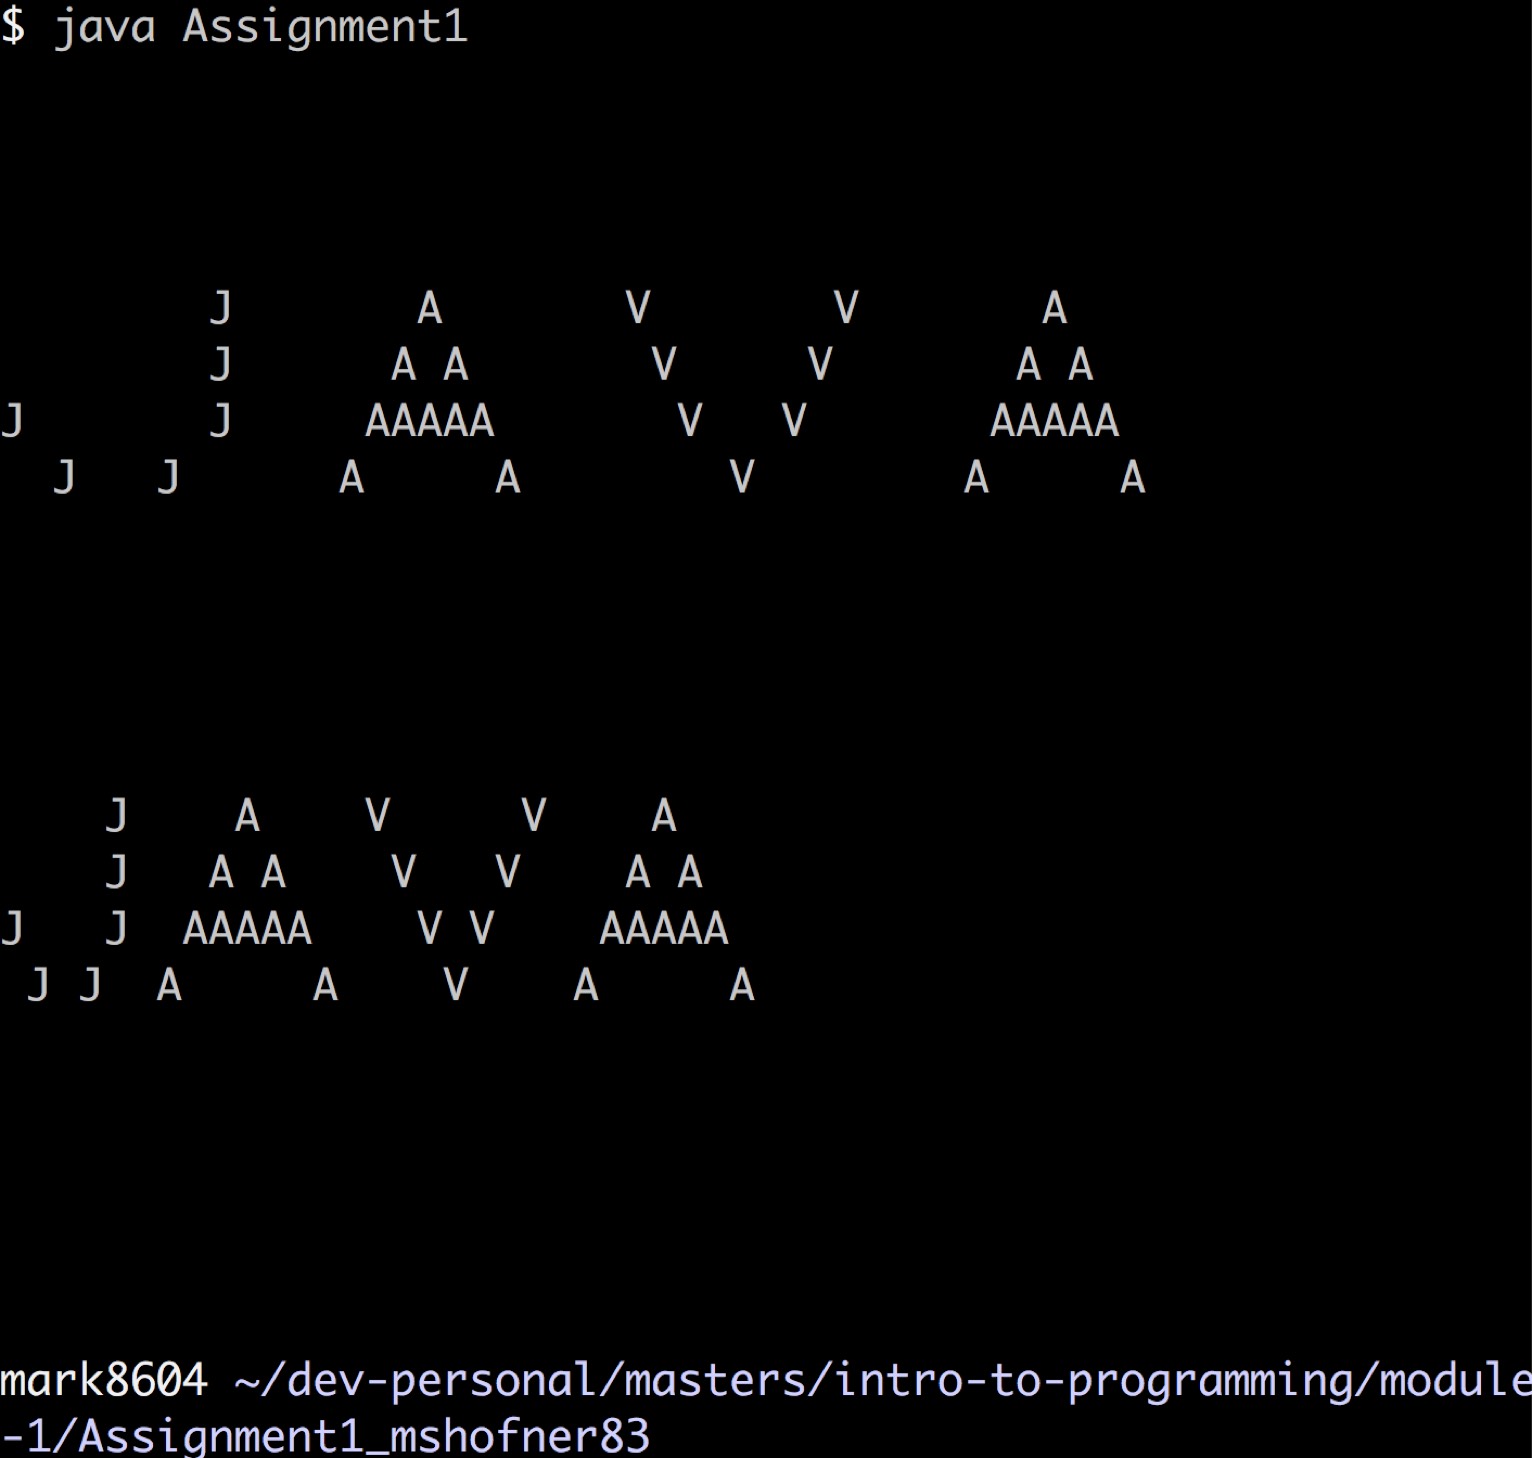 $ java Assignment1
        J       A       V       V       A
        J      A A       V     V       A A
J       J     AAAAA       V   V       AAAAA
  J   J      A     A        V        A     A
    J    A    V     V    A
    J   A A    V   V    A A
J   J  AAAAA    V V    AAAAA
 J J  A     A    V    A     A
mark8604 ~/dev-personal/masters/intro-to-programming/module
-1/Assignment1_mshofner83